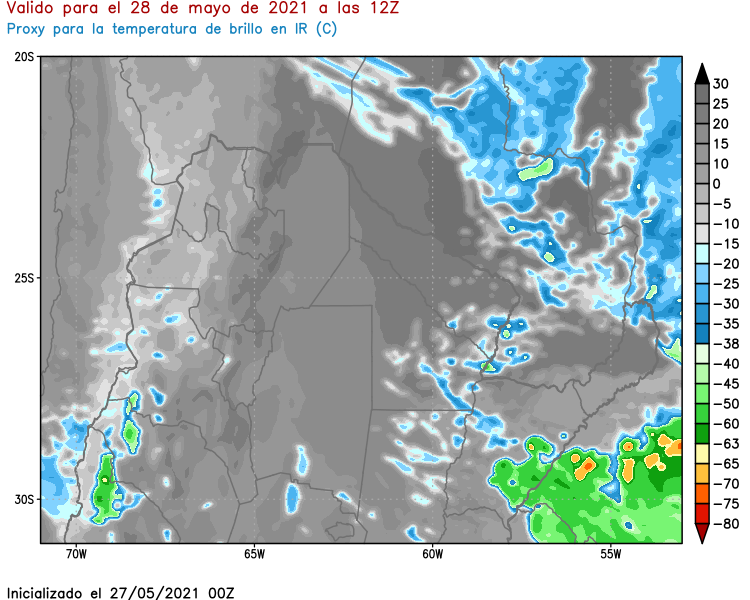 Valido para el 28 de mayo de 2021 a las 12Z
Proxy para la temperatura de brillo en IR (C)
20S
25S
30S
70W
65W
60W
55W
30
25
20
15
10
0
−5
−10
−15
−20
−25
−30
−35
−38
−40
−45
−50
−60
−63
−65
−70
−75
−80
Inicializado el 27/05/2021 00Z